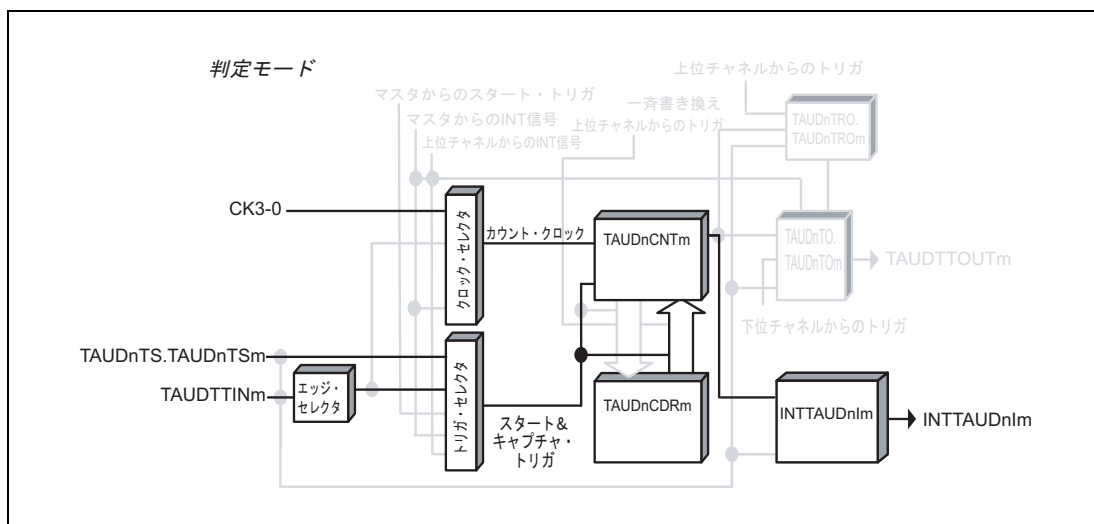 判定モード
上位チャネルからのトリガ
マスタからのスタート・トリガ
一斉書き換え
マスタからのINT信号
上位チャネルからのトリガ
上位チャネルからのINT信号
TAUDnTRO.
TAUDnTROm
CK3-0
クロック・セレクタ
カウント・クロック
TAUDnCNTm
TAUDnTO.
TAUDnTOm
TAUDTTOUTm
下位チャネルからのトリガ
TAUDnTS.TAUDnTSm
TAUDTTINm
エッジ・
セレクタ
トリガ・セレクタ
スタート&
キャプチャ・
トリガ
TAUDnCDRm
INTTAUDnIm
INTTAUDnIm